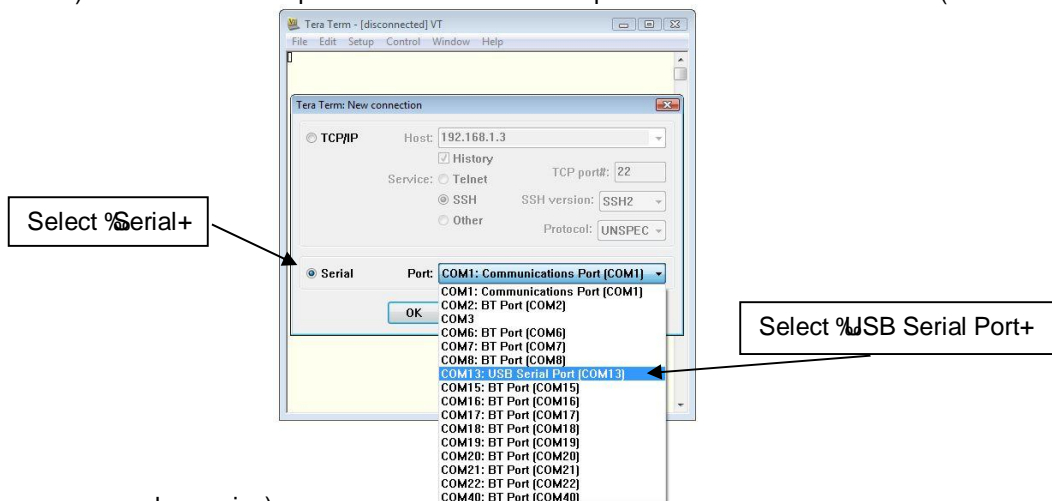 Tera Term - [disconnected] VT
File Edit Setup Control Window Help
Tera Term: New connection
TCP/IP Host: 192.168.1.3
History
Service: Telnet TCP port#: 22
SSH SSH version: SSH2
Other Protocol: UNSPEC
Select %Serial+
Serial Port: COM1: Communications Port (COM1)
OK
COM1: Communications Port (COM1)
COM2: BT Port (COM2)
COM3
COM6: BT Port (COM6)
COM7: BT Port (COM7)
COM8: BT Port (COM8)
COM13: USB Serial Port (COM13)
COM15: BT Port (COM15)
COM16: BT Port (COM16)
COM17: BT Port (COM17)
COM18: BT Port (COM18)
COM19: BT Port (COM19)
COM20: BT Port (COM20)
COM21: BT Port (COM21)
COM22: BT Port (COM22)
COM40: BT Port (COM40)
Select %USB Serial Port+